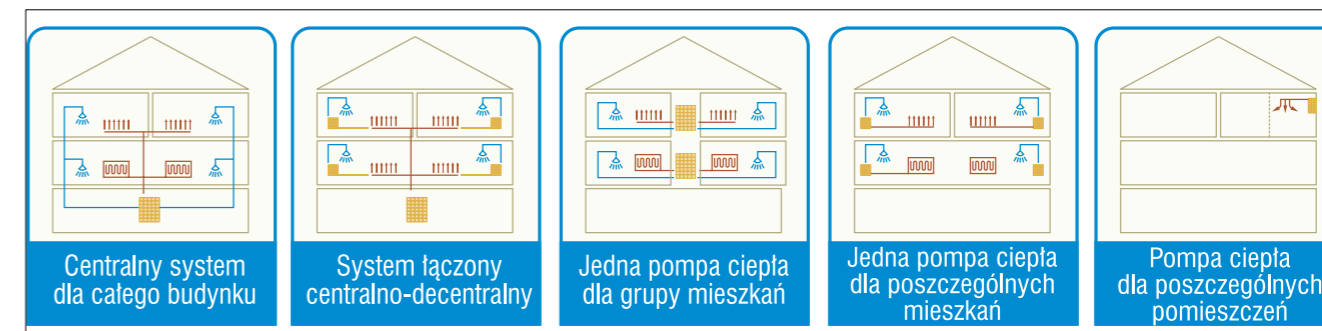 Centralny system
dla całego budynku
System łączony
centralno-decentralny
Jedna pompa ciepła
dla grupy mieszkań
Jedna pompa ciepła
dla poszczególnych
mieszkań
Pompa ciepła
dla poszczególnych
pomieszczeń